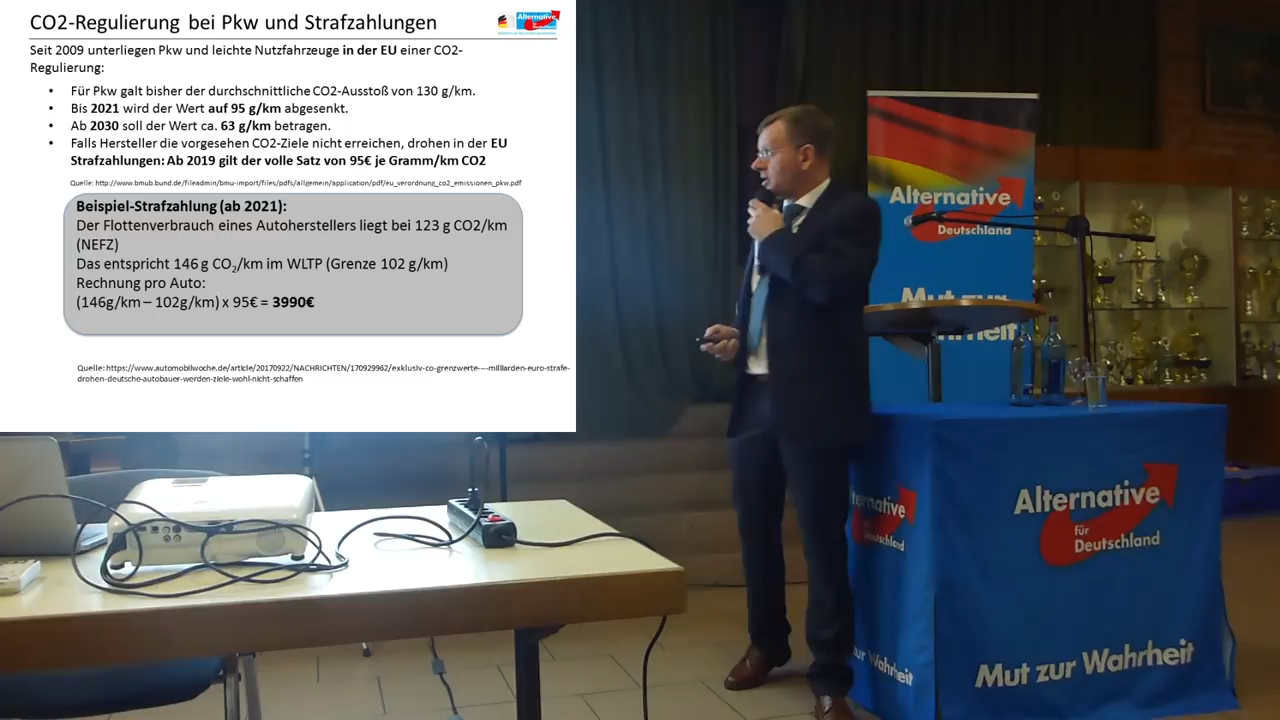 CO2-Regulierung bei Pkw und Strafzahlungen
Alternative
Deutschland
Seit 2009 unterliegen Pkw und leichte Nutzfahrzeuge in der EU einer CO2-
Regulierung:
• Für Pkw galt bisher der durchschnittliche CO2-Ausstoß von 130 g/km.
• Bis 2021 wird der Wert auf 95 g/km abgesenkt.
• Ab 2030 soll der Wert ca. 63 g/km betragen.
• Falls Hersteller die vorgesehen CO2-Ziele nicht erreichen, drohen in der EU
Strafzahlungen: Ab 2019 gilt der volle Satz von 95€ je Gramm/km CO2
Quelle: http://www.bmub.bund.de/fileadmin/bmu-import/files/pdfs/allgemein/application/pdf/eu_verordnung_co2_emissionen_pkw.pdf
Beispiel-Strafzahlung (ab 2021):
Der Flottenverbrauch eines Autoherstellers liegt bei 123 g CO2/km
(NEFZ)
Das entspricht 146 g CO₂/km im WLTP (Grenze 102 g/km)
Rechnung pro Auto:
(146g/km – 102g/km) x 95€ = 3990€
Quelle: https://www.automobilwoche.de/article/20170922/NACHRICHTEN/170929962/exklusiv-co-grenzwerte----milliarden-euro-strafe-
drohen-deutsche-autobauer-werden-ziele-wohl-nicht-schaffen
Alternative
Deutschland
Mut zur
Alternative
für
Deutschland
Mut zur Wahrheit
ternative
für
eutschland
ur Wahrheit